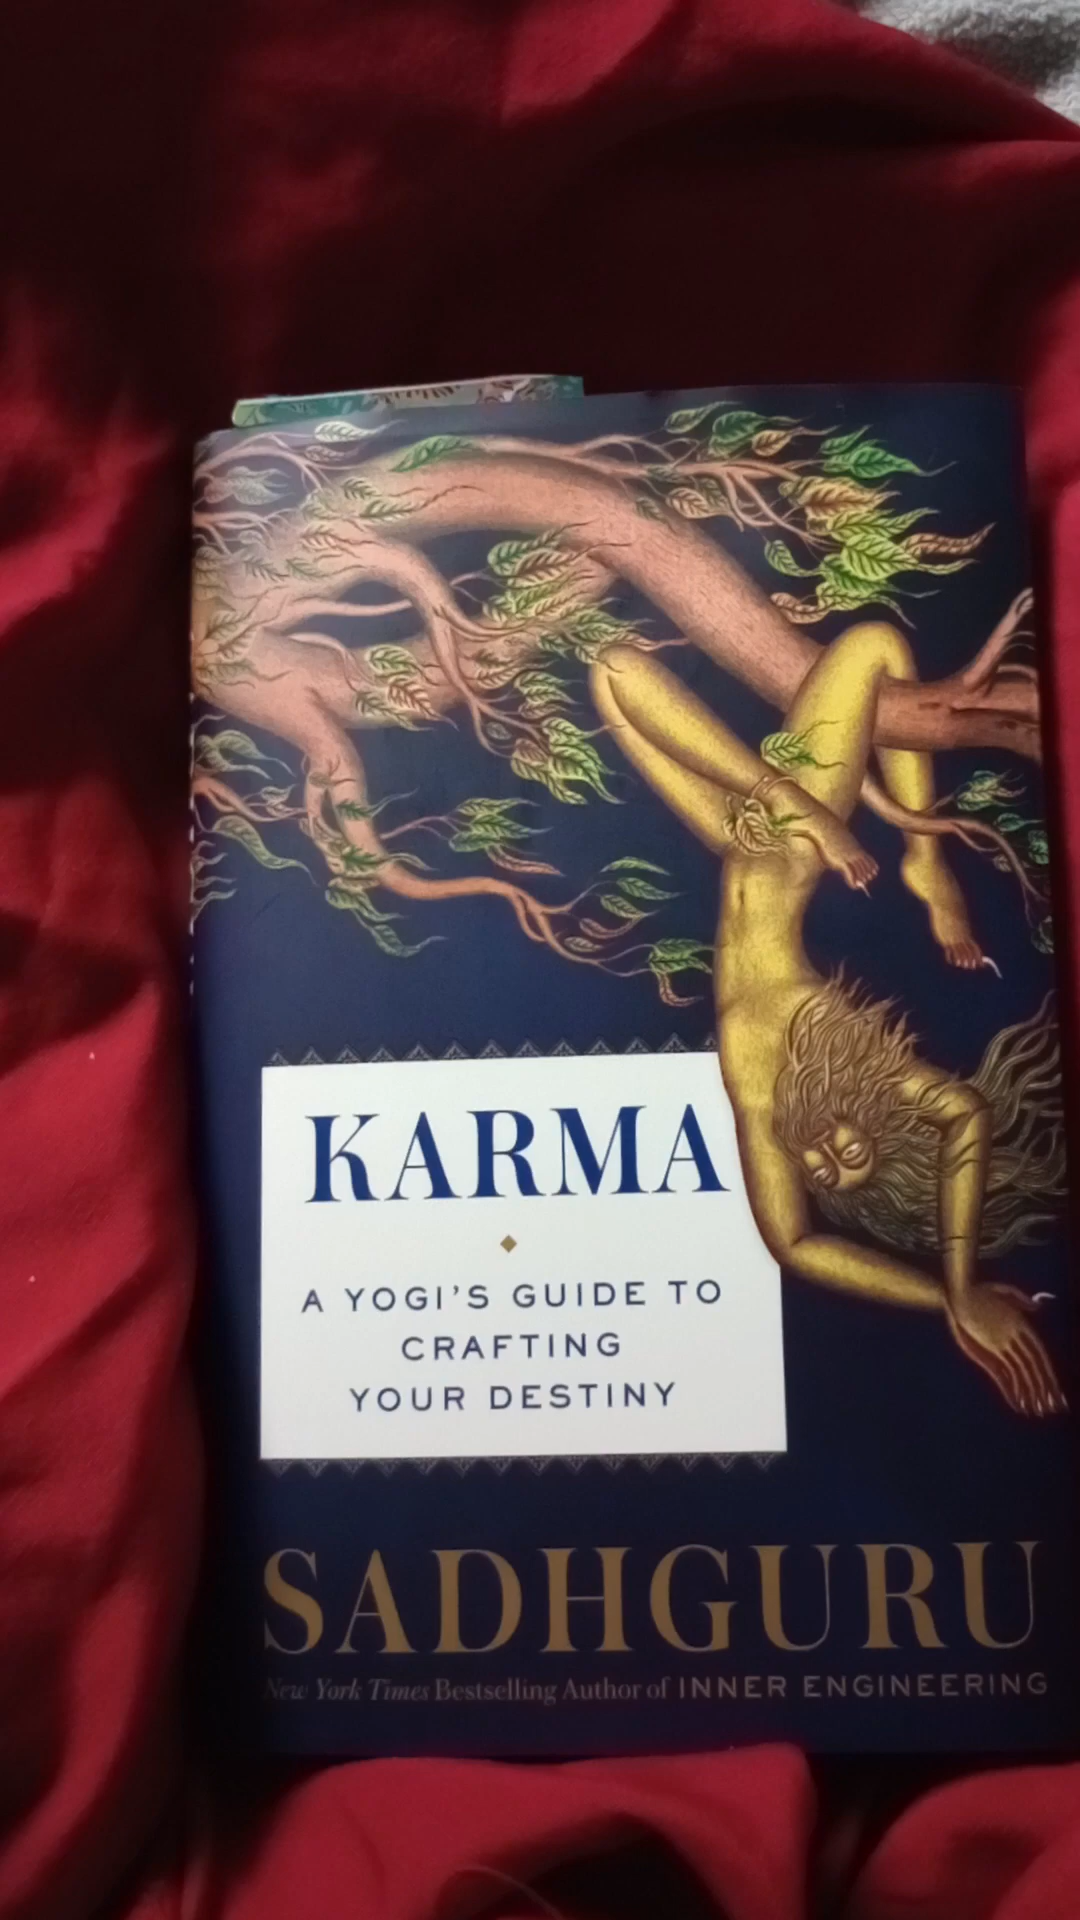 KARMA
A YOGI'S GUIDE TO
CRAFTING
YOUR DESTINY
SADHGURU
New York Times Bestselling Author of INNER ENGINEERING